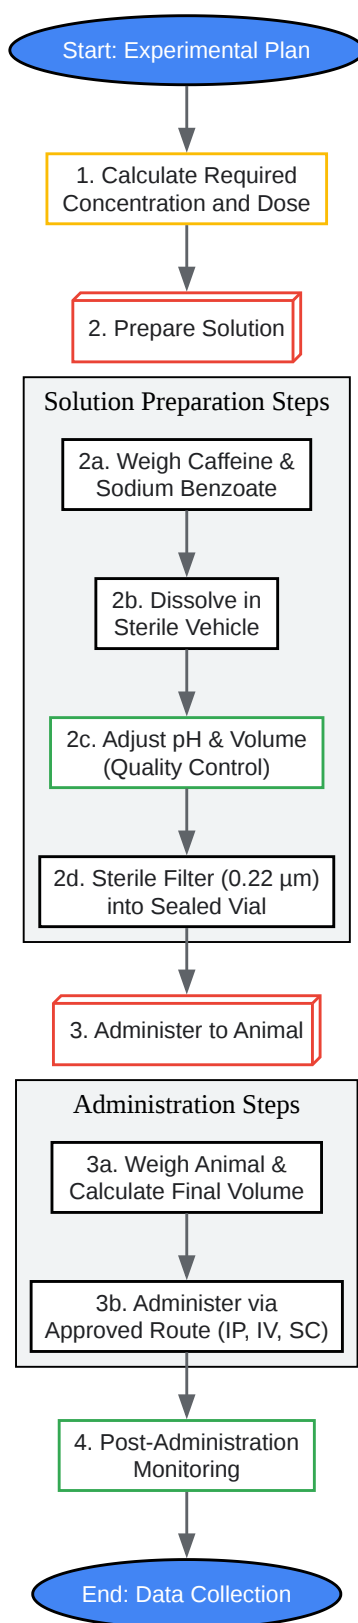 Start: Experimental Plan
1. Calculate Required
Concentration and Dose
2. Prepare Solution
Solution Preparation Steps
2a. Weigh Caffeine &
Sodium Benzoate
2b. Dissolve in
Sterile Vehicle
2c. Adjust pH & Volume
(Quality Control)
2d. Sterile Filter (0.22 µm)
into Sealed Vial
3. Administer to Animal
Administration Steps
3a. Weigh Animal &
Calculate Final Volume
3b. Administer via
Approved Route (IP, IV, SC)
4. Post-Administration
Monitoring
End: Data Collection